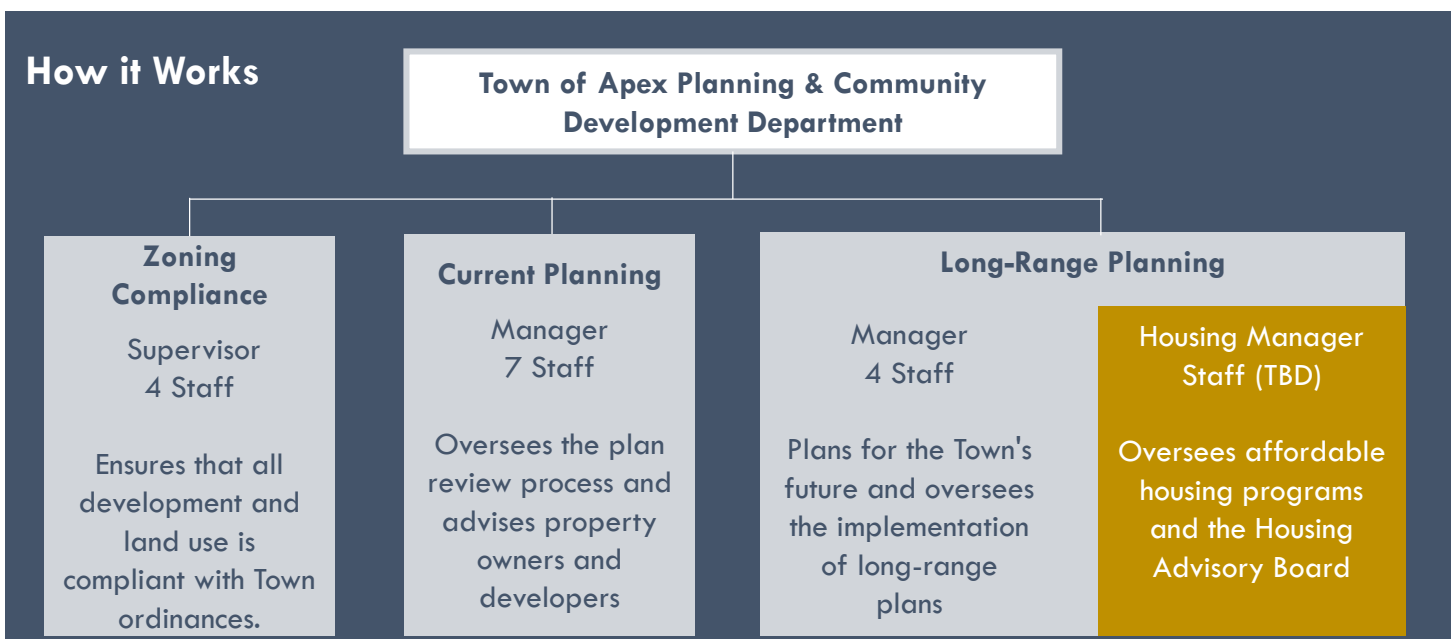 How it Works
Town of Apex Planning & Community
Development Department
Zoning
Compliance
Supervisor
4 Staff
Ensures that all
development and
land use is
compliant with Town
ordinances.
Current Planning
Manager
7 Staff
Oversees the plan
review process and
advises property
owners and
developers
Long-Range Planning
Manager
4 Staff
Plans for the Town's
future and oversees
the implementation
of long-range
plans
Housing Manager
Staff (TBD)
Oversees affordable
housing programs
and the Housing
Advisory Board